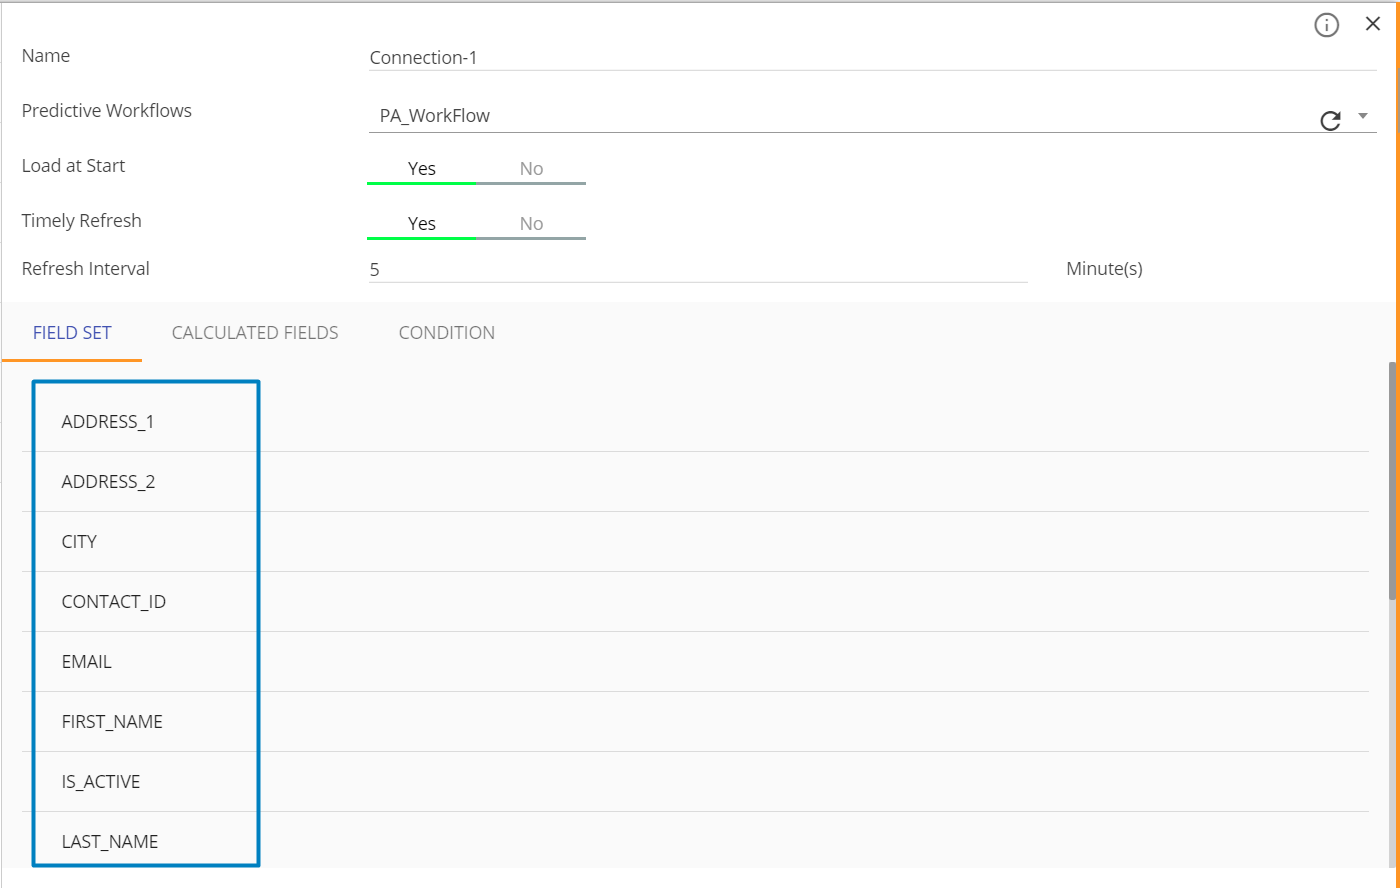 Name
Connection-1
Predictive Workflows
PA_WorkFlow
Load at Start
Yes No
Timely Refresh
Yes No
Refresh Interval
5
Minute(s)
FIELD SET
CALCULATED FIELDS
CONDITION
ADDRESS_1
ADDRESS_2
CITY
CONTACT_ID
EMAIL
FIRST_NAME
IS_ACTIVE
LAST_NAME